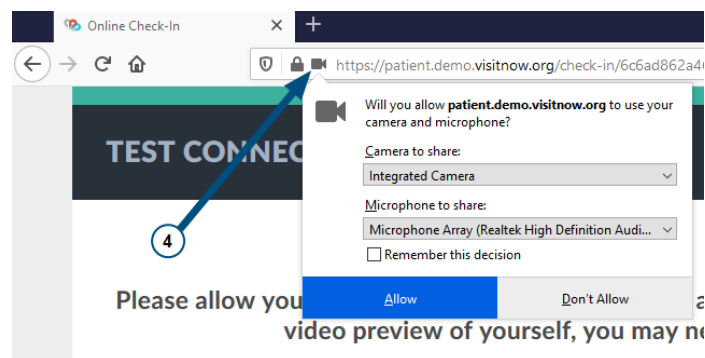 Online Check-In
https://patient.demo.visitnow.org/check-in/6c6ad862a4
TEST CONNEC
Will you allow patient.demo.visitnow.org to use your
camera and microphone?
Camera to share:
Integrated Camera
Microphone to share:
Microphone Array (Realtek High Definition Audi...
Remember this decision
Allow
Don't Allow
4
Please allow you
a
video preview of yourself, you may ne